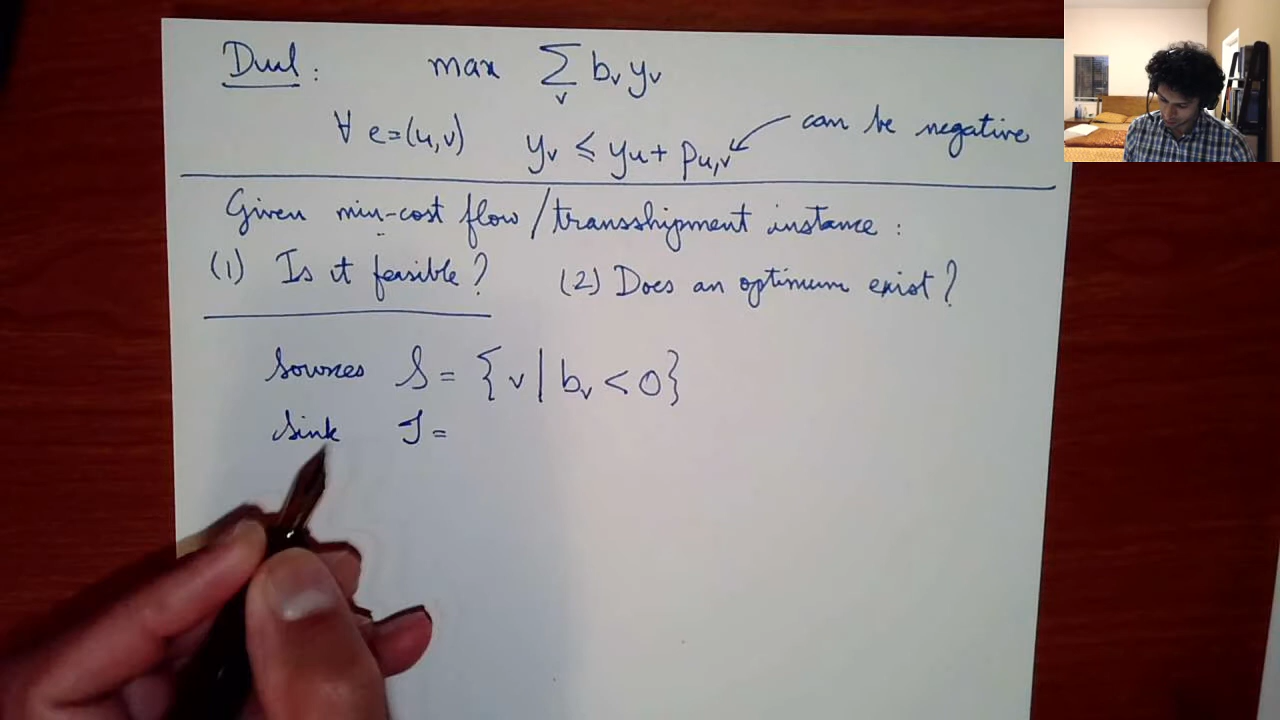 Dual: max ∑_v b_v y_v
∀ e=(u,v) y_v ≤ y_u + p_{u,v} can be negative
Given min-cost flow/transshipment instance:
(1) Is it feasible? (2) Does an optimum exist?
Sources S = {v | b_v < 0}
Sink T =